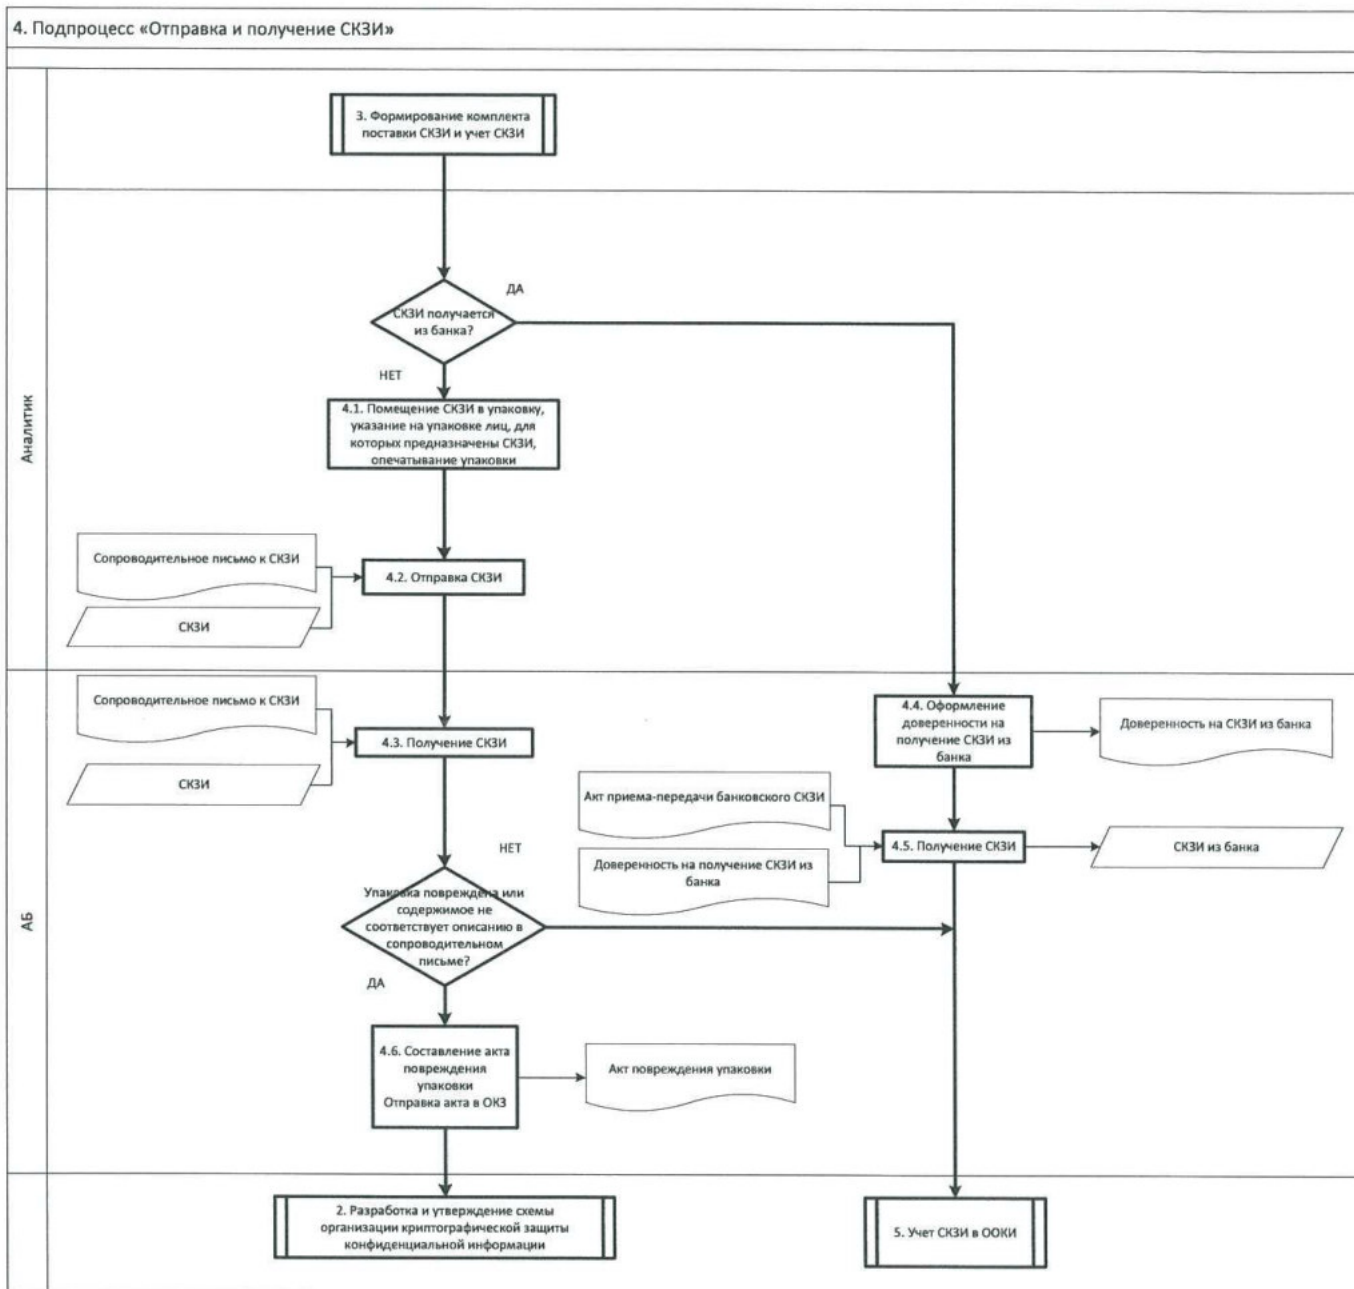 4. Подпроцесс «Отправка и получение СКЗИ»
3. Формирование комплекта
поставки СКЗИ и учет СКЗИ
Аналитик
ДА
СКЗИ получается
из банка?
НЕТ
4.1. Помещение СКЗИ в упаковку,
указание на упаковке лиц, для
которых предназначены СКЗИ,
опечатывание упаковки
Сопроводительное письмо к СКЗИ
4.2. Отправка СКЗИ
СКЗИ
АБ
Сопроводительное письмо к СКЗИ
4.3. Получение СКЗИ
СКЗИ
4.4. Оформление
доверенности на
получение СКЗИ из
банка
Доверенность на СКЗИ из банка
Акт приема-передачи банковского СКЗИ
4.5. Получение СКЗИ
СКЗИ из банка
Доверенность на получение СКЗИ из
банка
НЕТ
Упаковка повреждена или
содержимое не
соответствует описанию в
сопроводительном
письме?
ДА
4.6. Составление акта
повреждения
упаковки
Отправка акта в ОКЗ
Акт повреждения упаковки
2. Разработка и утверждение схемы
организации криптографической защиты
конфиденциальной информации
5. Учет СКЗИ в ООКИ